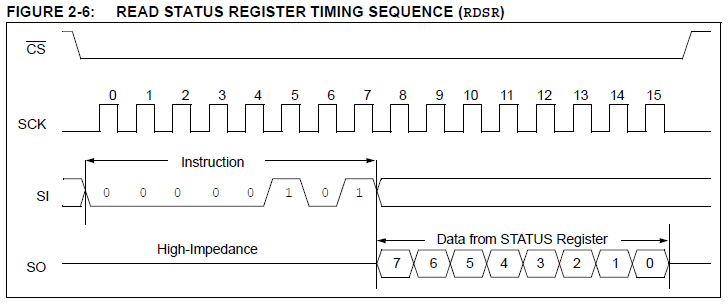 FIGURE 2-6: READ STATUS REGISTER TIMING SEQUENCE (RDSR)
CS
0 1 2 3 4 5 6 7 8 9 10 11 12 13 14 15
SCK
Instruction
SI 0 0 0 0 0 1 0 1
High-Impedance
Data from STATUS Register
SO 7 6 5 4 3 2 1 0